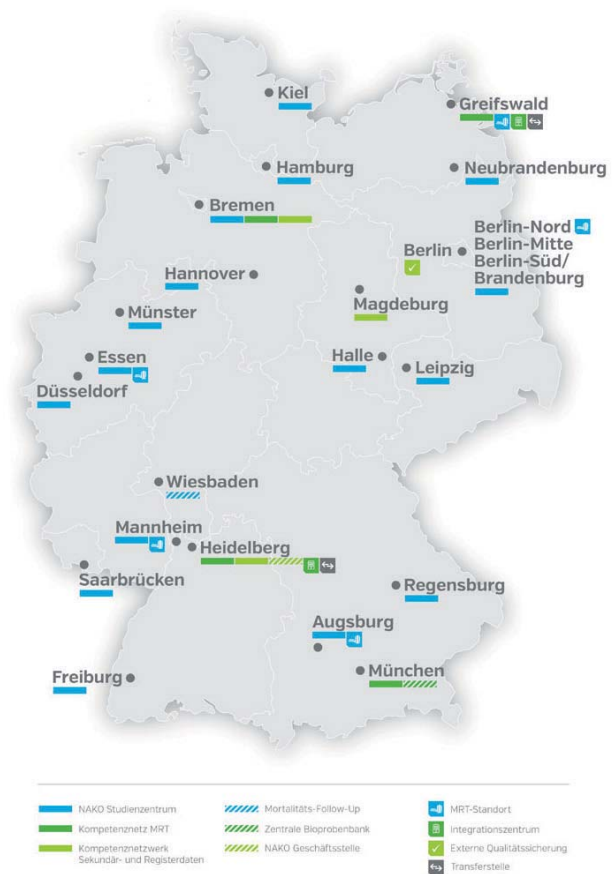 Kiel
Greifswald
Hamburg
Neubrandenburg
Bremen
Berlin-Nord
Berlin-Mitte
Berlin-Süd/
Brandenburg
Berlin
Hannover
Magdeburg
Münster
Essen
Halle
Leipzig
Düsseldorf
Wiesbaden
Mannheim
Heidelberg
Saarbrücken
Regensburg
Augsburg
München
Freiburg
NAKO Studienzentrum
Kompetenznetz MRT
Kompetenznetzwerk
Sekundär- und Registerdaten
Mortalitäts-Follow-Up
Zentrale Bioprobenbank
NAKO Geschäftsstelle
MRT-Standort
Integrationszentrum
Externe Qualitätssicherung
Transferstelle